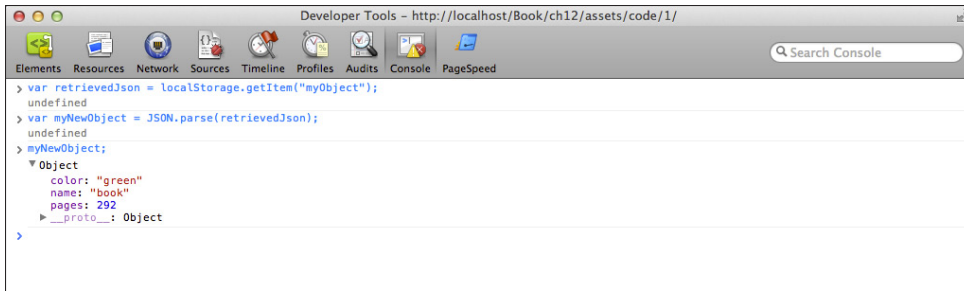 Developer Tools – http://localhost/Book/ch12/assets/code/1/
Elements Resources Network Sources Timeline Profiles Audits Console PageSpeed Search Console
> var retrievedJson = localStorage.getItem("myObject");
undefined
> var myNewObject = JSON.parse(retrievedJson);
undefined
> myNewObject;
▼Object
color: "green"
name: "book"
pages: 292
▶__proto__: Object
>